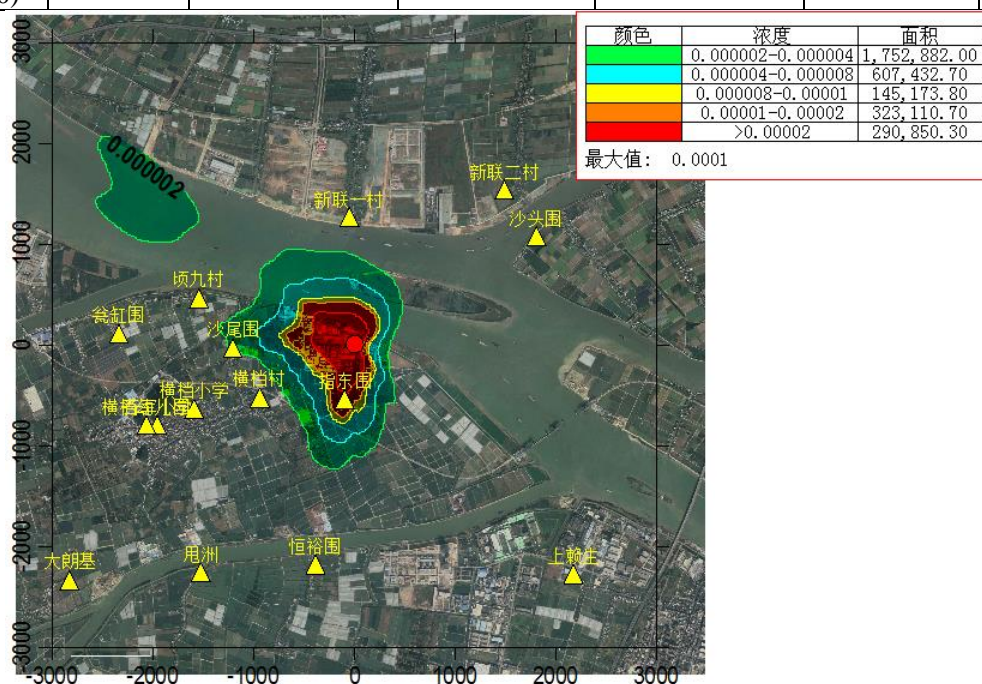 颜色 浓度 面积
0.000002-0.000004 1,752,882.00
0.000004-0.000008 607,432.70
0.000008-0.00001 145,173.80
0.00001-0.00002 323,110.70
>0.00002 290,850.30
最大值: 0.0001
3000
2000
1000
0
-1000
-2000
-3000
0.000002
新联二村
新联一村
沙头围
顷九村
瓮缸围
沙尾围
横档村
指东围
横档小学
恒裕围
甩洲
大朗基
上赖生
-3000 -2000 -1000 0 1000 2000 3000